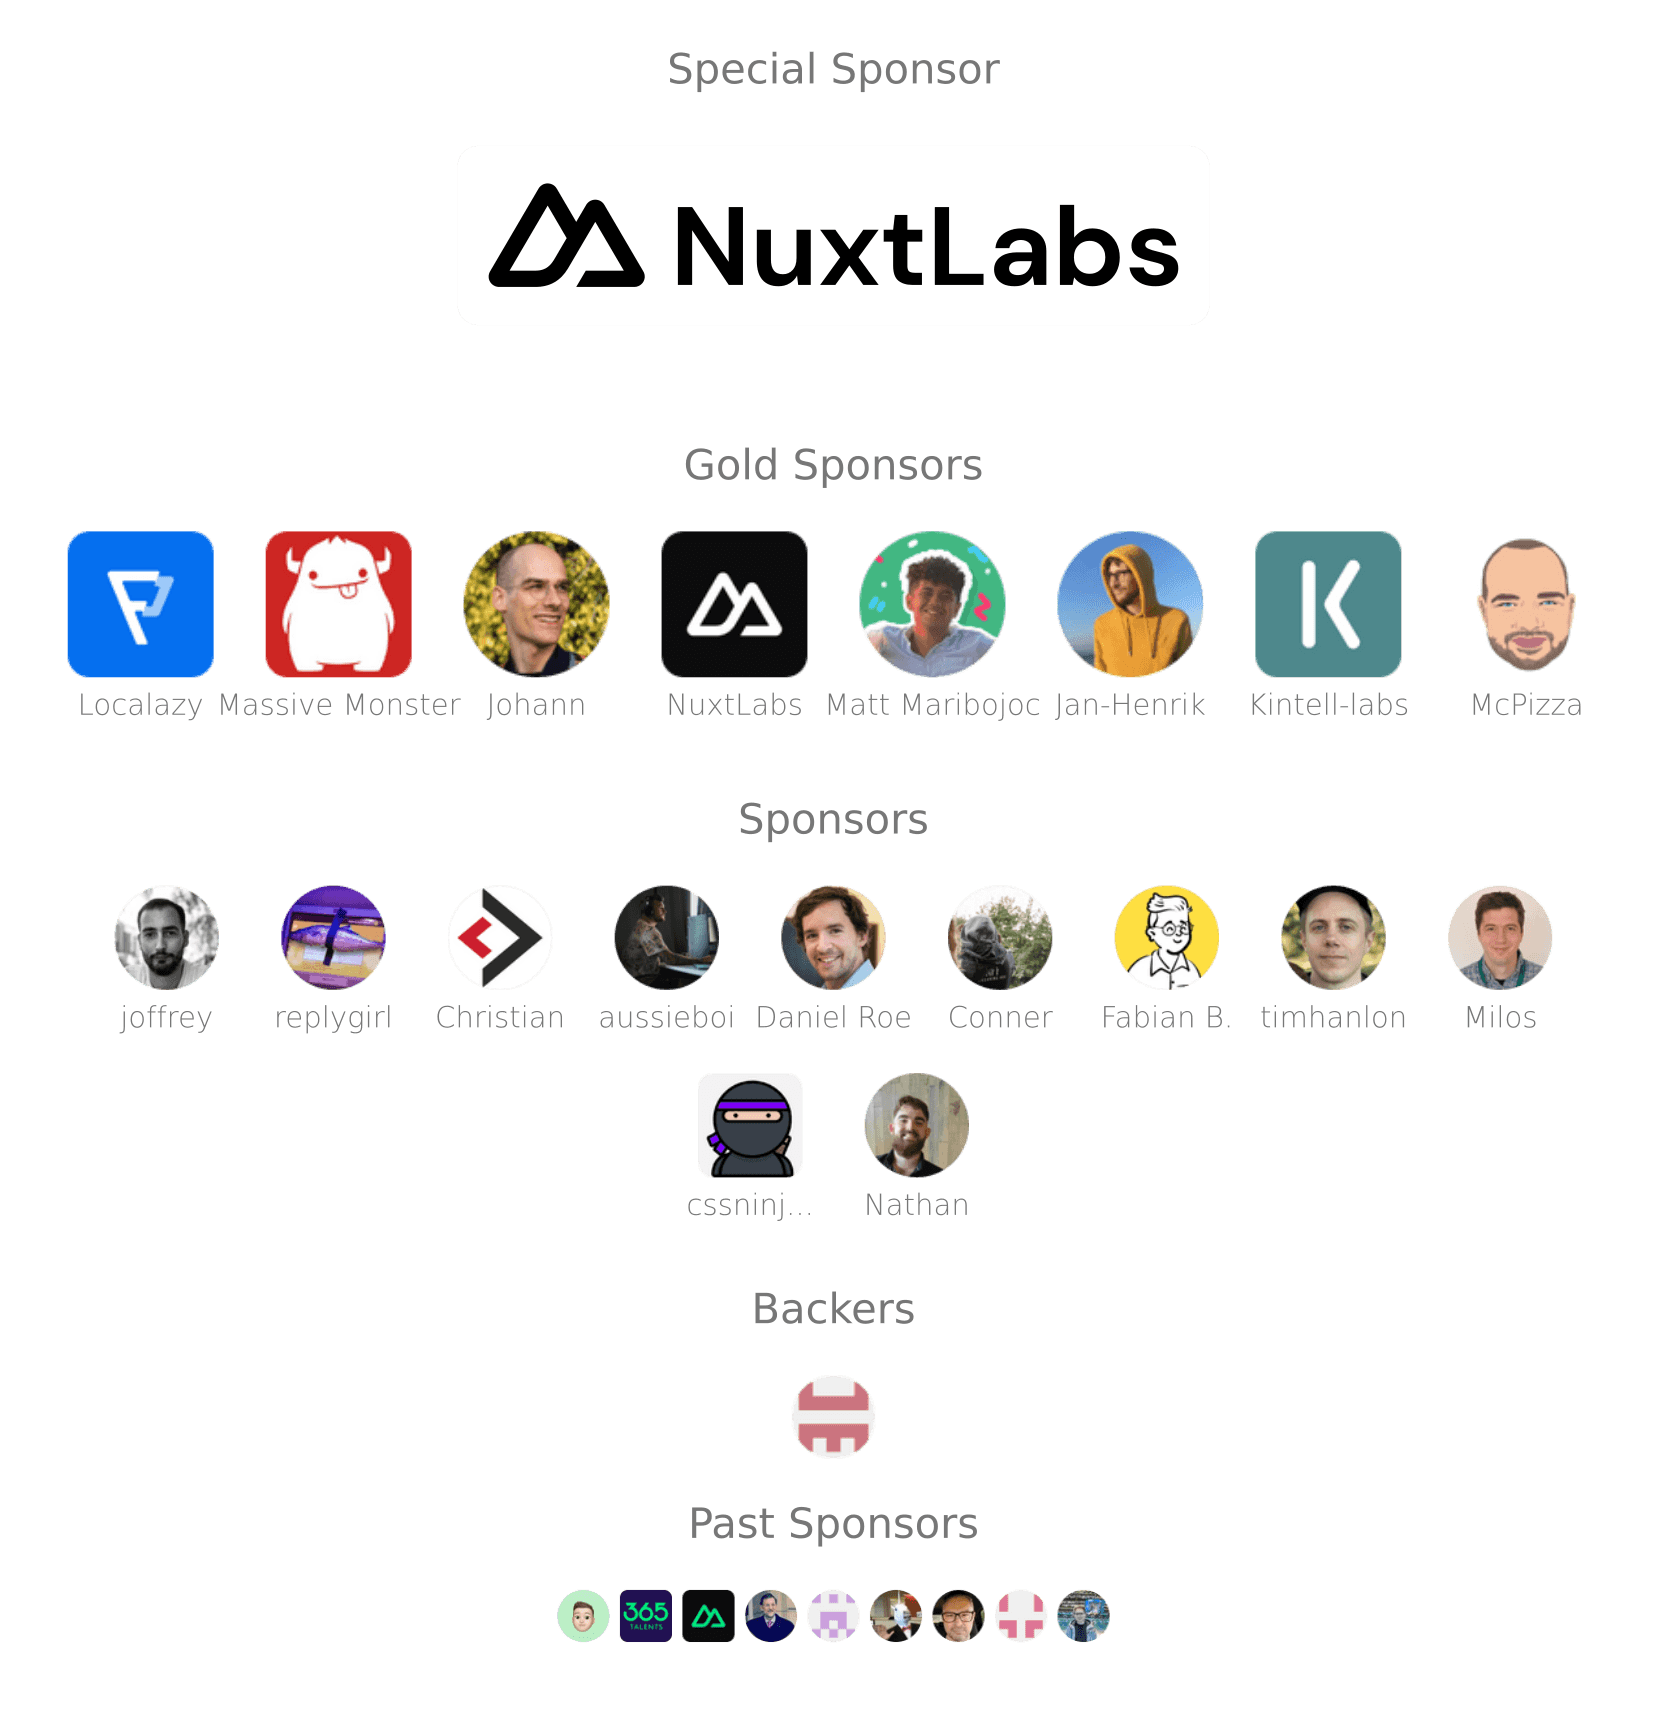 Special Sponsor
NuxtLabs
Gold Sponsors
Localazy Massive Monster Johann NuxtLabs Matt Maribojoc Jan-Henrik Kintell-labs McPizza
Sponsors
joffrey replygirl Christian aussieboi Daniel Roe Conner Fabian B. timhanlon Milos
cssninj... Nathan
Backers
Past Sponsors
365
TALENTS